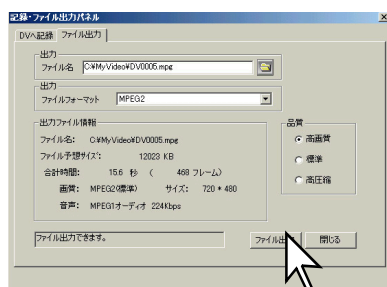 記録・ファイル出力パネル
DVへ記録 ファイル出力
出力
ファイル名 C:¥MyVideo¥DV0005.mpg
出力
ファイルフォーマット MPEG2
出力ファイル情報
ファイル名: C:¥MyVideo¥DV0005.mpg
ファイル予想サイズ: 12023 KB
合計時間: 15.6 秒 ( 468 フレーム)
画質: MPEG2(標準) サイズ: 720 * 480
音声: MPEG1オーディオ 224Kbps
品質
高画質
標準
高圧縮
ファイル出力できます。
ファイル出 閉じる